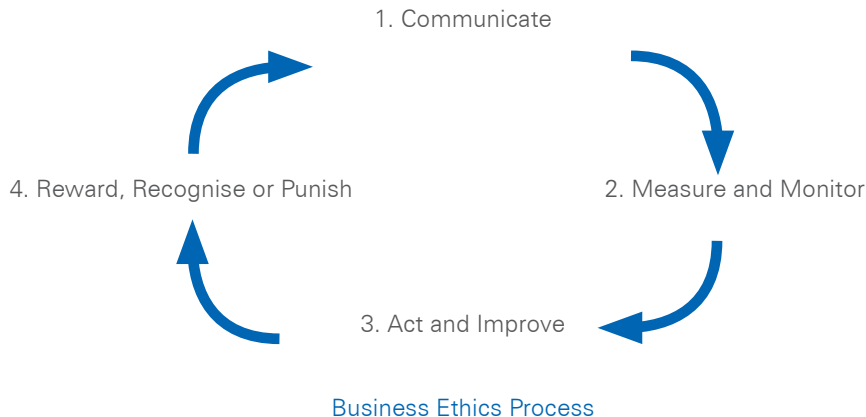 1. Communicate
2. Measure and Monitor
3. Act and Improve
4. Reward, Recognise or Punish
Business Ethics Process